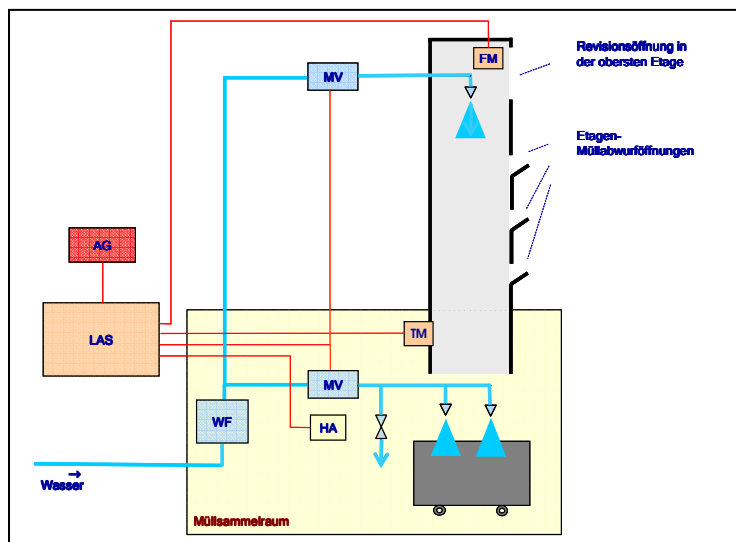 FM
Revisionsöffnung in
der obersten Etage
MV
Etagen-
Müllabwurföffnungen
AG
LAS
TM
MV
WF
HA
→
Wasser
Müllsammelraum